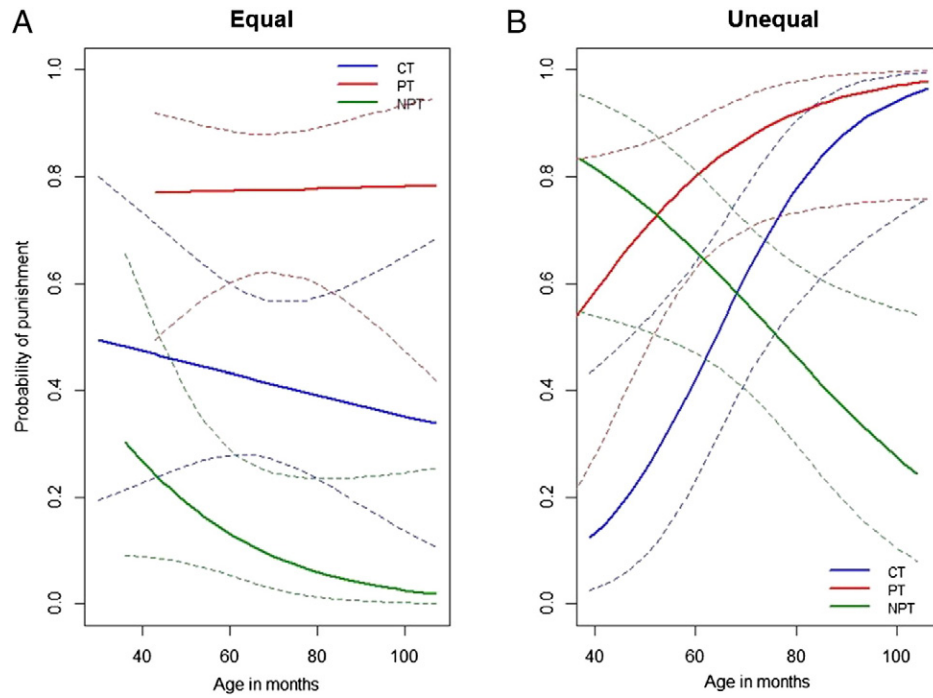 A
Equal
CT
PT
NPT
Probability of punishment
1.0
0.8
0.6
0.4
0.2
0.0
40
60
80
100
Age in months
B
Unequal
1.0
0.8
0.6
0.4
0.2
0.0
CT
PT
NPT
40
60
80
100
Age in months